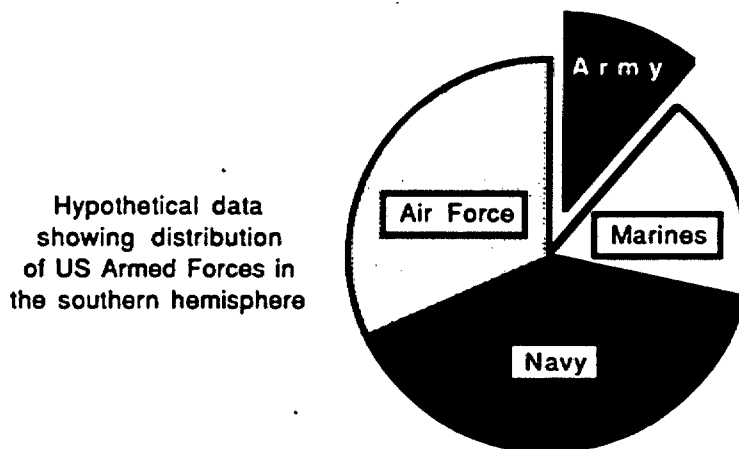 Army
Air Force
Hypothetical data
showing distribution
of US Armed Forces in
the southern hemisphere
Marines
Navy